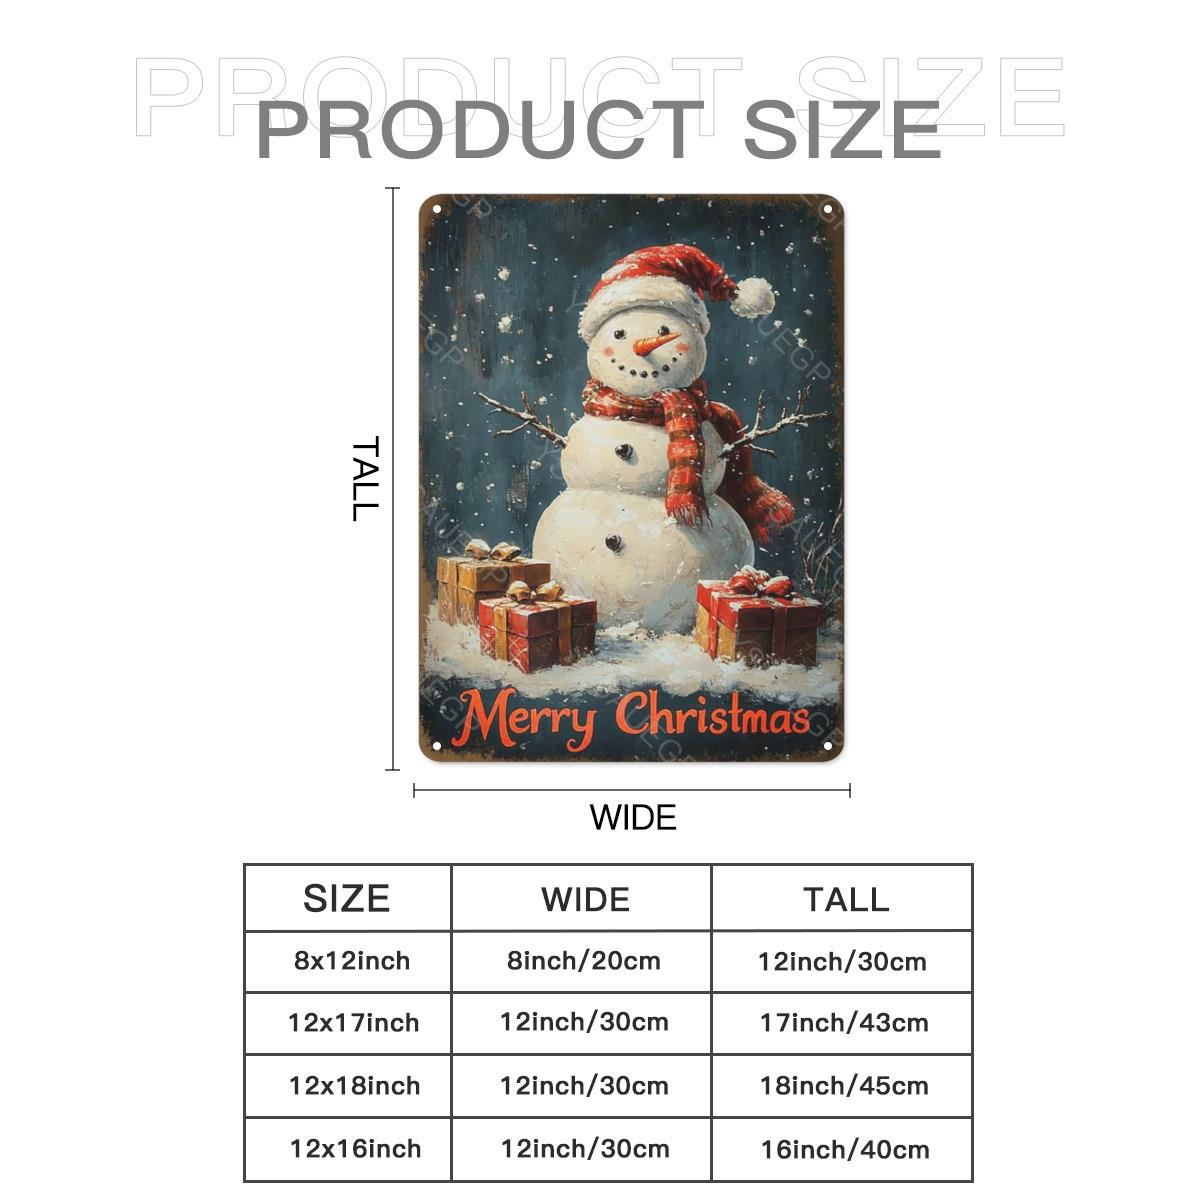 PRODUCT SIZE
PRODUCT SIZE
TALL
Merry Christmas
WIDE
SIZE WIDE TALL
8x12inch 8inch/20cm 12inch/30cm
12x17inch 12inch/30cm 17inch/43cm
12x18inch 12inch/30cm 18inch/45cm
12x16inch 12inch/30cm 16inch/40cm